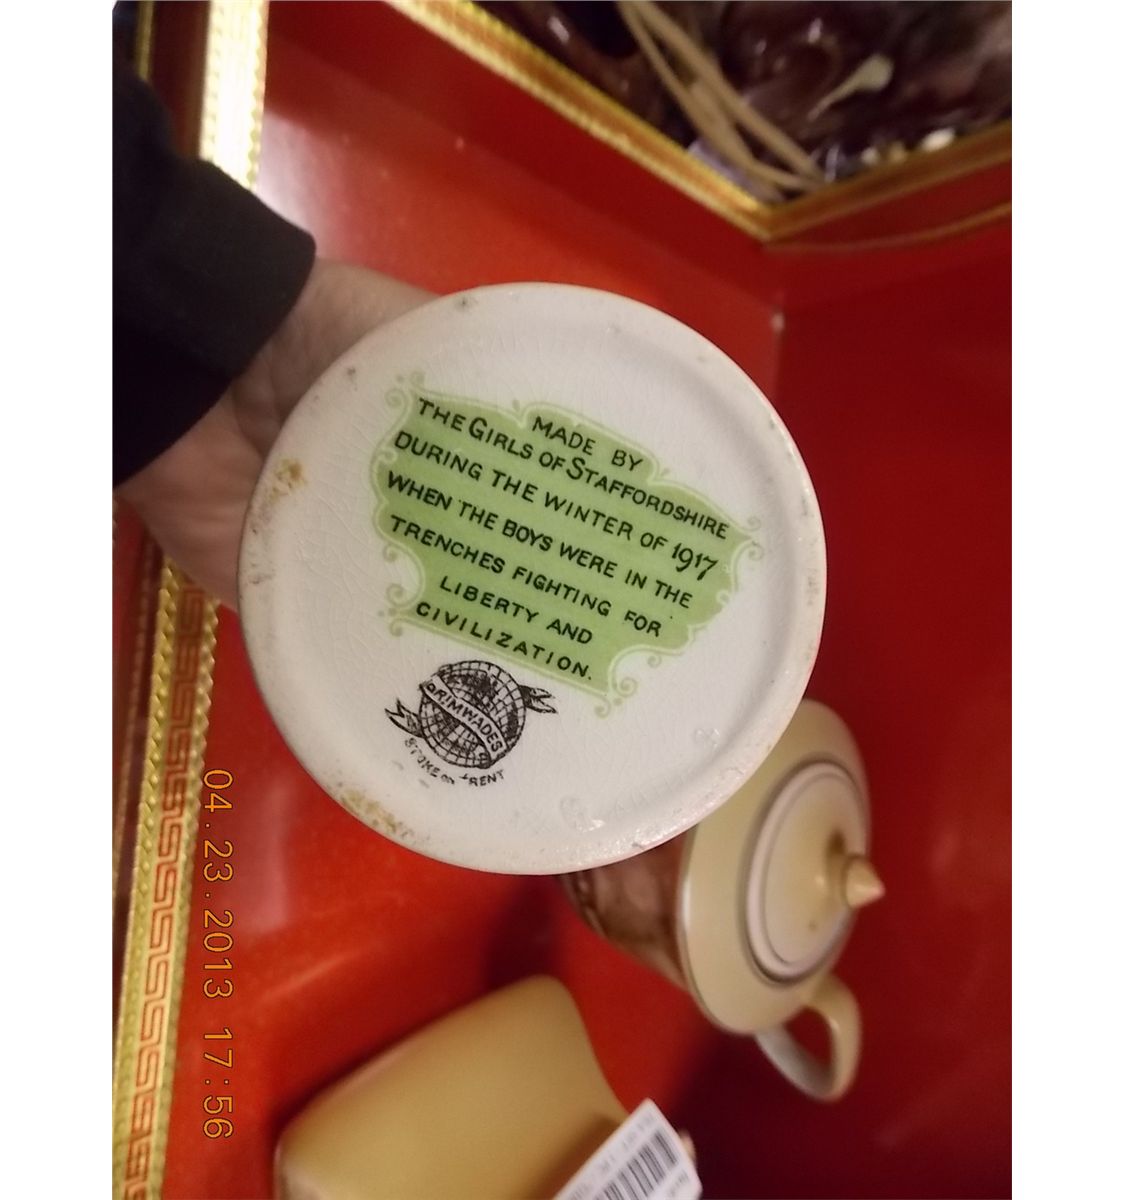 MADE BY
THE GIRLS OF STAFFORDSHIRE
DURING THE WINTER OF 1917
WHEN THE BOYS WERE IN THE
TRENCHES FIGHTING FOR
LIBERTY AND
CIVILIZATION.
GRIMWADES
STOKE on TRENT
04.23.2013 17:56